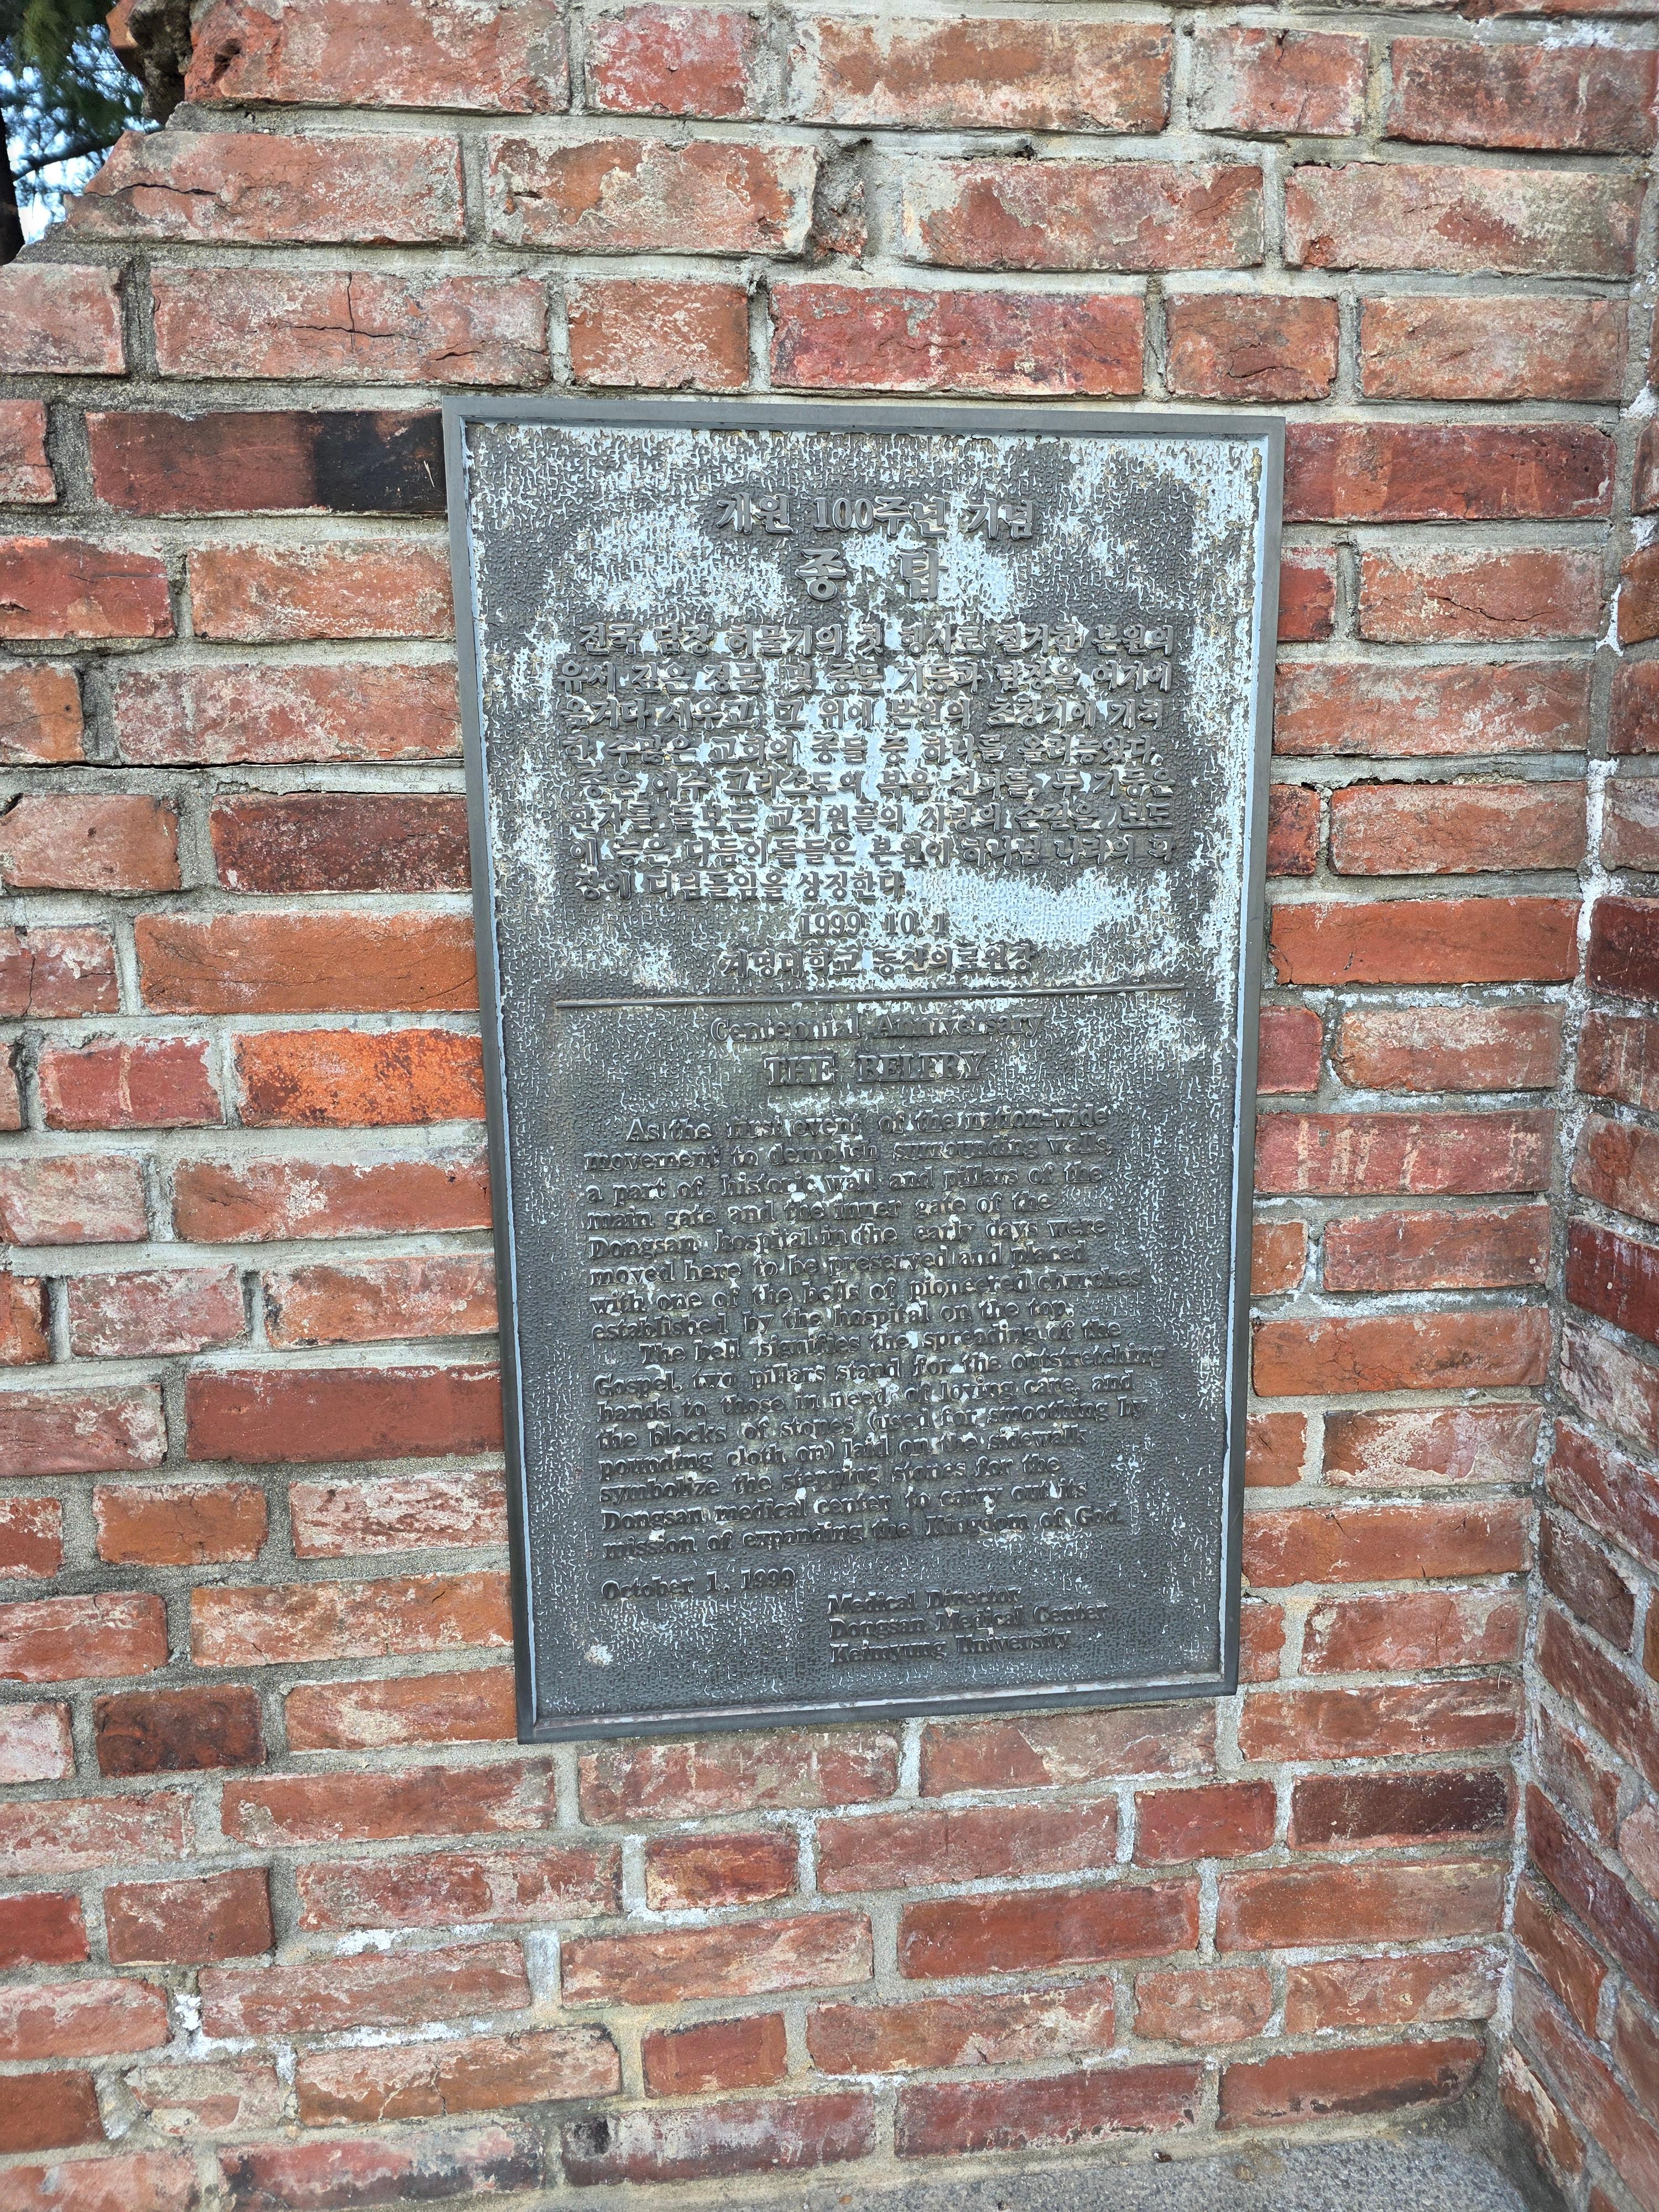 개원 100주년 기념
종 탑
전국 담장 허물기의 첫 행사로 철거한 본원의
유서 깊은 정문 및 중문 기둥과 담장을 여기에
옮겨다 세우고, 그 위에 본원의 초창기에 개척
한 수많은 교회의 종들 중 하나를 올려놓았다.
종은 예수 그리스도의 복음 전파를, 두 기둥은
환자를 돌보는 교직원들의 사랑의 손길을, 보도
에 놓은 다듬이돌들은 본원이 하나님 나라의 확
장에 디딤돌임을 상징한다.
1999. 10. 1
계명대학교 동산의료원장
Centennial Anniversary
THE BELFRY
As the first event of the nation-wide
movement to demolish surrounding walls,
a part of historic wall and pillars of the
main gate and the inner gate of the
Dongsan hospital in the early days were
moved here to be preserved and placed
with one of the bells of pioneered churches
established by the hospital on the top.
The bell signifies the spreading of the
Gospel, two pillars stand for the outstretching
hands to those in need of loving care, and
the blocks of stones (used for smoothing by
pounding cloth on) laid on the sidewalk
symbolize the stepping stones for the
Dongsan medical center to carry out its
mission of expanding the Kingdom of God.
October 1, 1999
Medical Director
Dongsan Medical Center
Keimyung University